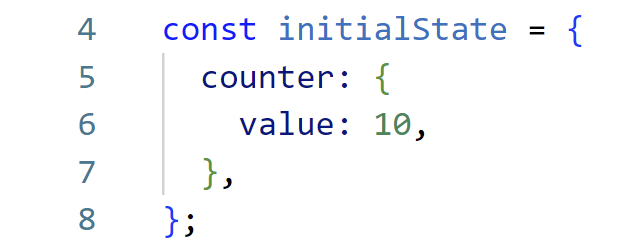 4 const initialState = {
5 counter: {
6 value: 10,
7 },
8 };